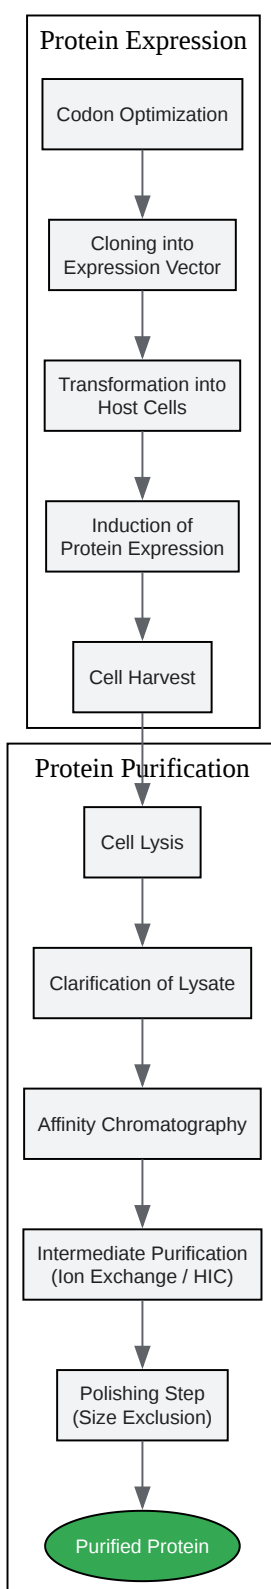 Protein Expression
Codon Optimization
Cloning into
Expression Vector
Transformation into
Host Cells
Induction of
Protein Expression
Cell Harvest
Protein Purification
Cell Lysis
Clarification of Lysate
Affinity Chromatography
Intermediate Purification
(Ion Exchange / HIC)
Polishing Step
(Size Exclusion)
Purified Protein